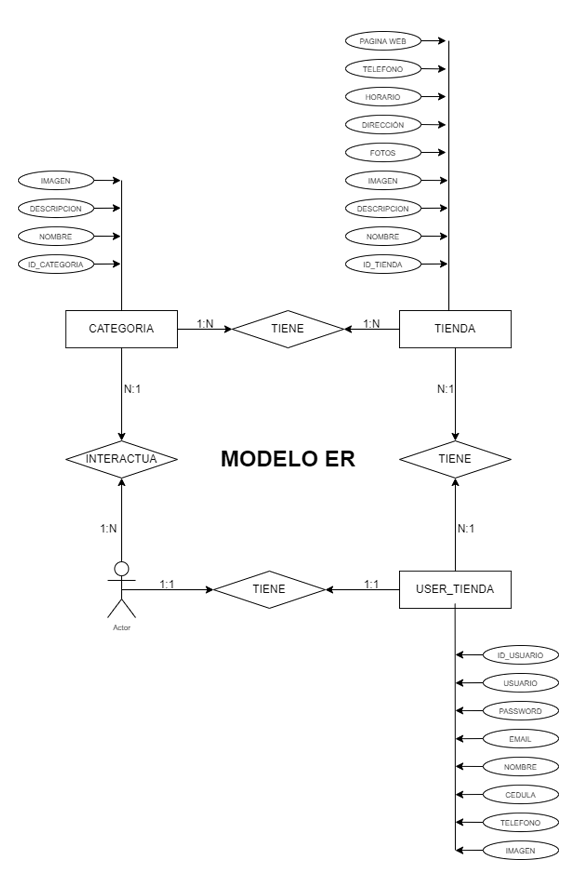 PAGINA WEB
TELEFONO
HORARIO
DIRECCIÓN
FOTOS
IMAGEN
DESCRIPCION
NOMBRE
ID_TIENDA
IMAGEN
DESCRIPCION
NOMBRE
ID_CATEGORIA
CATEGORIA
1:N
TIENE
1:N
TIENDA
N:1
N:1
INTERACTUA
MODELO ER
TIENE
1:N
N:1
Actor
1:1
TIENE
1:1
USER_TIENDA
ID_USUARIO
USUARIO
PASSWORD
EMAIL
NOMBRE
CEDULA
TELEFONO
IMAGEN